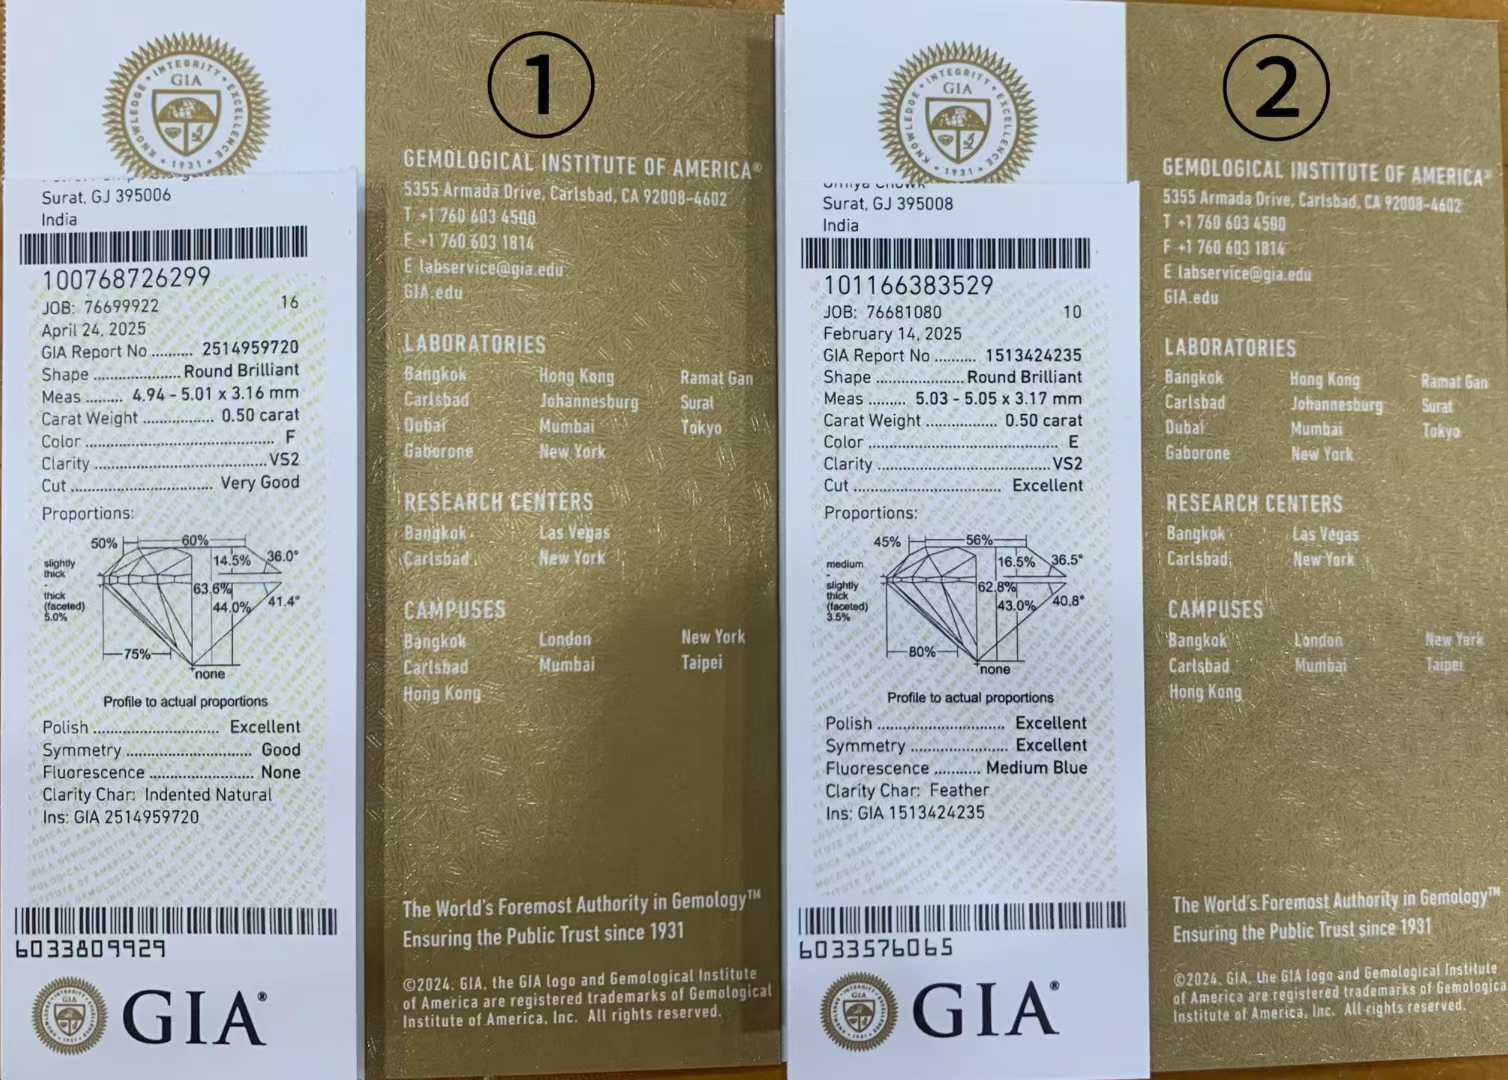 KNOWLEDGE • INTEGRITY • EXCELLENCE
GIA
• 1931 •
Surat, GJ 395006
India
100768726299
JOB: 76699922 16
April 24, 2025
GIA Report No .......... 2514959720
Shape .................... Round Brilliant
Meas ........ 4.94 - 5.01 x 3.16 mm
Carat Weight ................. 0.50 carat
Color ............................................. F
Clarity ........................................ VS2
Cut ................................. Very Good
Proportions:
50% 60%
slightly thick - thick (faceted) 5.0%
14.5% 36.0°
63.6%
44.0% 41.4°
75%
none
Profile to actual proportions
Polish ............................. Excellent
Symmetry ............................. Good
Fluorescence ........................ None
Clarity Char: Indented Natural
Ins: GIA 2514959720
6033809929
GIA®
①
GEMOLOGICAL INSTITUTE OF AMERICA®
5355 Armada Drive, Carlsbad, CA 92008-4602
T +1 760 603 4500
F +1 760 603 1814
E labservice@gia.edu
GIA.edu
LABORATORIES
Bangkok Hong Kong Ramat Gan
Carlsbad Johannesburg Surat
Dubai Mumbai Tokyo
Gaborone New York
RESEARCH CENTERS
Bangkok Las Vegas
Carlsbad New York
CAMPUSES
Bangkok London New York
Carlsbad Mumbai Taipei
Hong Kong
The World's Foremost Authority in Gemology™
Ensuring the Public Trust since 1931
©2024. GIA, the GIA logo and Gemological Institute
of America are registered trademarks of Gemological
Institute of America, Inc. All rights reserved.
KNOWLEDGE • INTEGRITY • EXCELLENCE
GIA
• 1931 •
Surat, GJ 395008
India
101166383529
JOB: 76681080 10
February 14, 2025
GIA Report No .......... 1513424235
Shape .................... Round Brilliant
Meas ........ 5.03 - 5.05 x 3.17 mm
Carat Weight ................. 0.50 carat
Color ............................................. E
Clarity ........................................ VS2
Cut ................................. Excellent
Proportions:
45% 56%
medium - slightly thick (faceted) 3.5%
16.5% 36.5°
62.8%
43.0% 40.8°
80%
none
Profile to actual proportions
Polish ............................. Excellent
Symmetry ..................... Excellent
Fluorescence ........... Medium Blue
Clarity Char: Feather
Ins: GIA 1513424235
6033576065
GIA®
②
GEMOLOGICAL INSTITUTE OF AMERICA®
5355 Armada Drive, Carlsbad, CA 92008-4602
T +1 760 603 4500
F +1 760 603 1814
E labservice@gia.edu
GIA.edu
LABORATORIES
Bangkok Hong Kong Ramat Gan
Carlsbad Johannesburg Surat
Dubai Mumbai Tokyo
Gaborone New York
RESEARCH CENTERS
Bangkok Las Vegas
Carlsbad New York
CAMPUSES
Bangkok London New York
Carlsbad Mumbai Taipei
Hong Kong
The World's Foremost Authority in Gemology™
Ensuring the Public Trust since 1931
©2024. GIA, the GIA logo and Gemological Institute
of America are registered trademarks of Gemological
Institute of America, Inc. All rights reserved.